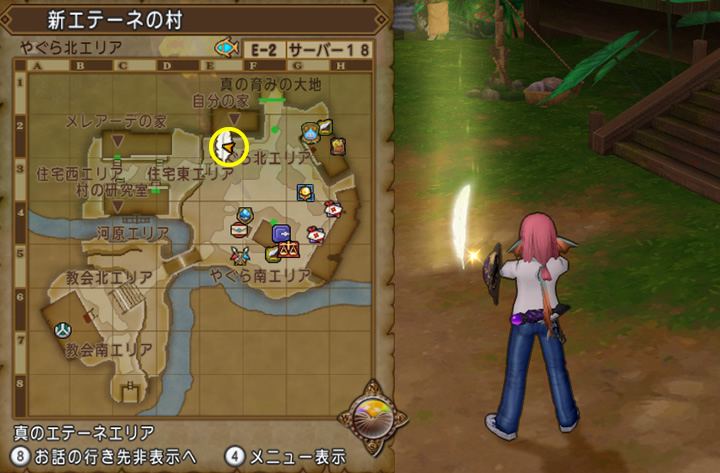 新エテーネの村
やぐら北エリア
E-2 サーバー18
A B C D E F G H
1
真の育みの大地
自分の家
2
メレアーデの家
やぐら北エリア
3
住宅西エリア 住宅東エリア
村の研究室
4
河原エリア
5
教会北エリア やぐら南エリア
6
7
教会南エリア
8
真のエテーネエリア
8 お話の行き先非表示へ 4 メニュー表示